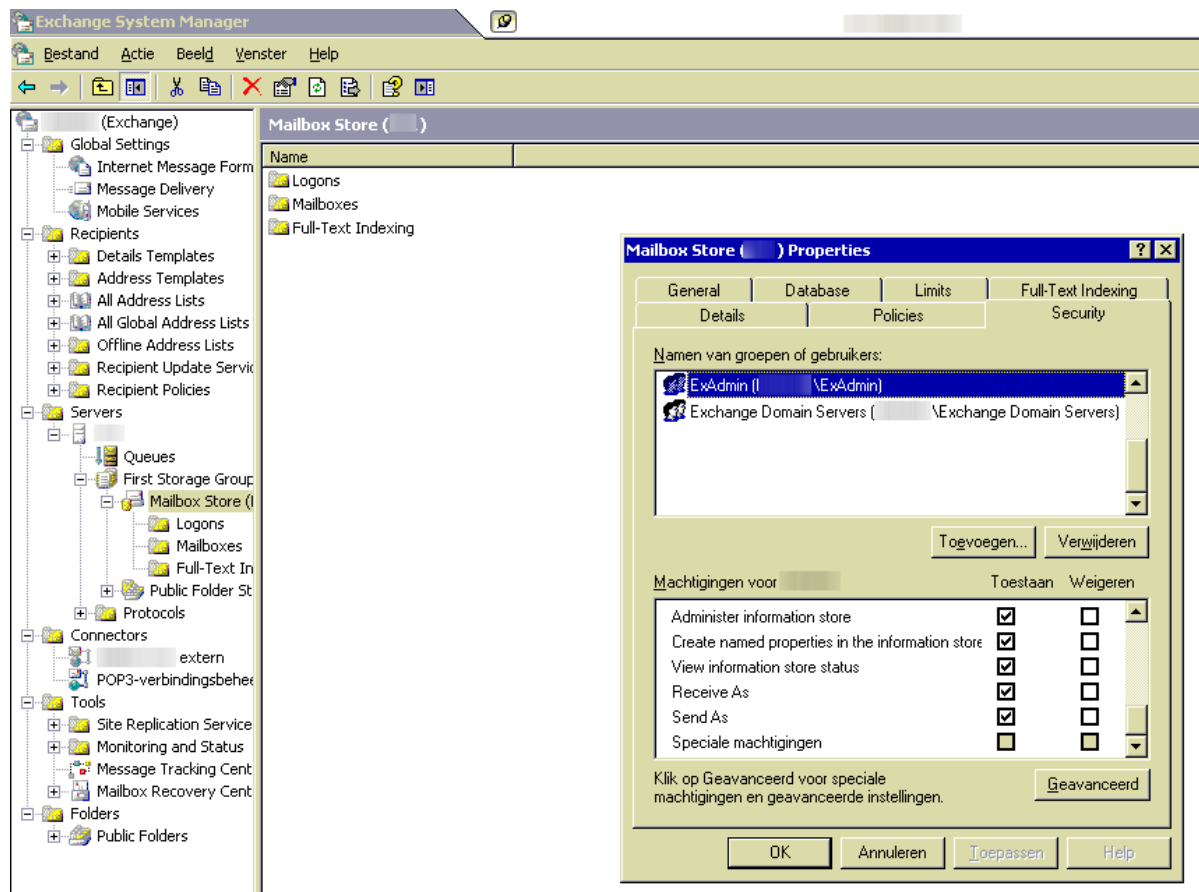 Exchange System Manager
Bestand Actie Beeld Venster Help
(Exchange)
Global Settings
Internet Message Form
Message Delivery
Mobile Services
Recipients
Details Templates
Address Templates
All Address Lists
All Global Address Lists
Offline Address Lists
Recipient Update Servic
Recipient Policies
Servers
Queues
First Storage Group
Mailbox Store (
Logons
Mailboxes
Full-Text In
Public Folder St
Protocols
Connectors
extern
POP3-verbindingsbehee
Tools
Site Replication Service
Monitoring and Status
Message Tracking Cent
Mailbox Recovery Cent
Folders
Public Folders
Mailbox Store ( )
Name
Logons
Mailboxes
Full-Text Indexing
Mailbox Store ( ) Properties
General Database Limits Full-Text Indexing
Details Policies Security
Namen van groepen of gebruikers:
ExAdmin ( \ExAdmin)
Exchange Domain Servers ( \Exchange Domain Servers)
Toevoegen... Verwijderen
Machtigingen voor Toestaan Weigeren
Administer information store
Create named properties in the information store
View information store status
Receive As
Send As
Speciale machtigingen
Klik op Geavanceerd voor speciale
machtigingen en geavanceerde instellingen.
Geavanceerd
OK Annuleren Toepassen Help